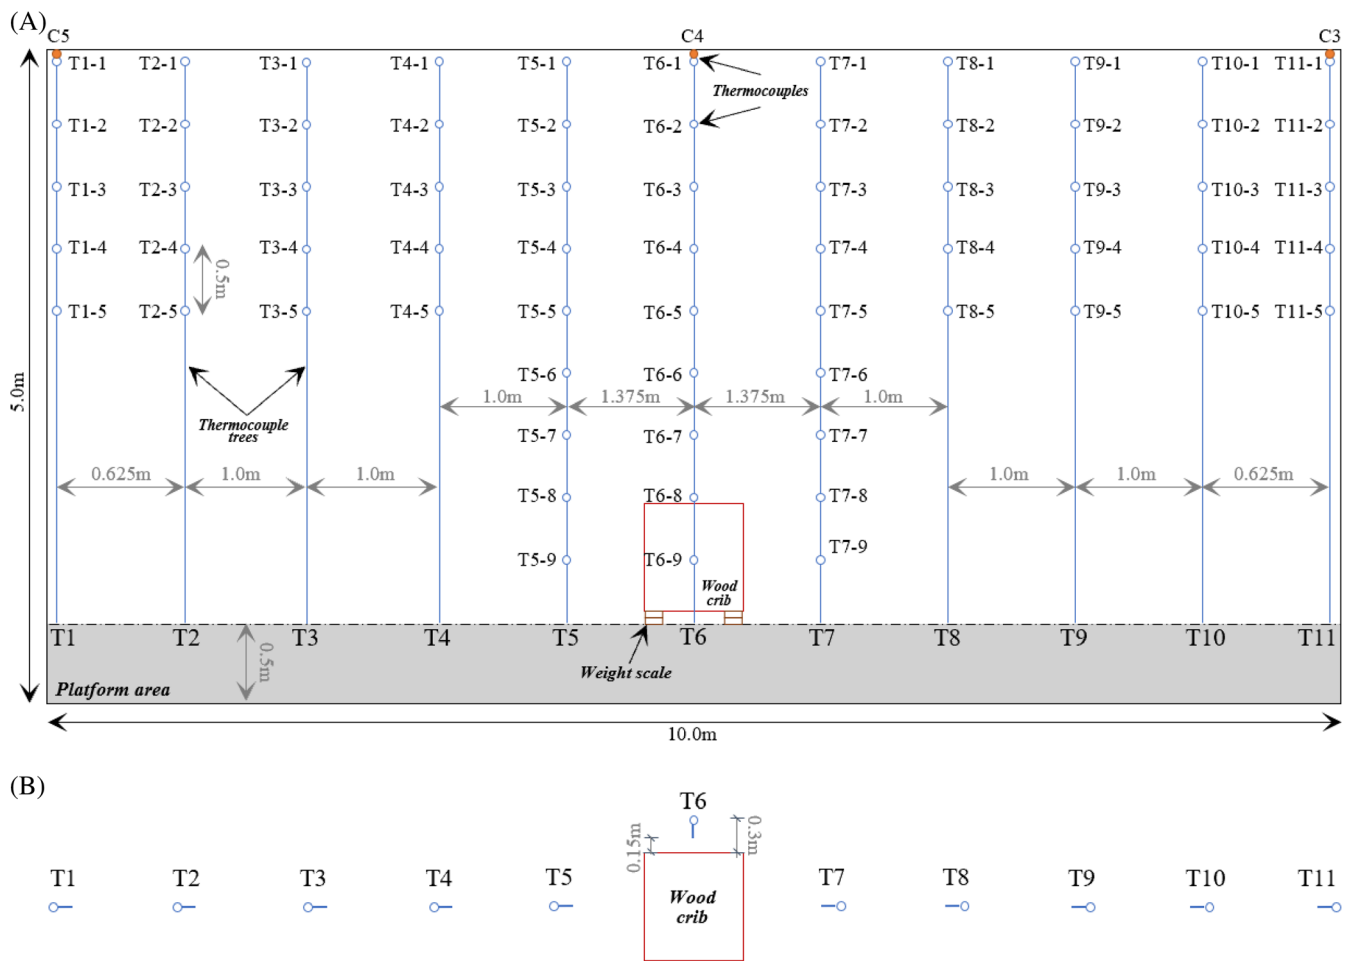 (A)
C5 C4 C3
T1-1 T2-1 T3-1 T4-1 T5-1 T6-1 T7-1 T8-1 T9-1 T10-1 T11-1
Thermocouples
T1-2 T2-2 T3-2 T4-2 T5-2 T6-2 T7-2 T8-2 T9-2 T10-2 T11-2
T1-3 T2-3 T3-3 T4-3 T5-3 T6-3 T7-3 T8-3 T9-3 T10-3 T11-3
T1-4 T2-4 T3-4 T4-4 T5-4 T6-4 T7-4 T8-4 T9-4 T10-4 T11-4
0.5m
T1-5 T2-5 T3-5 T4-5 T5-5 T6-5 T7-5 T8-5 T9-5 T10-5 T11-5
T5-6 T6-6 T7-6
5.0m
1.0m 1.375m 1.375m 1.0m
Thermocouple
trees
T5-7 T6-7 T7-7
0.625m 1.0m 1.0m 1.0m 1.0m 0.625m
T5-8 T6-8 T7-8
T5-9 T6-9 T7-9
Wood
crib
T1 T2 T3 T4 T5 T6 T7 T8 T9 T10 T11
0.5m
Weight scale
Platform area
10.0m
(B)
T6
0.15m 0.3m
T1 T2 T3 T4 T5 T7 T8 T9 T10 T11
Wood
crib